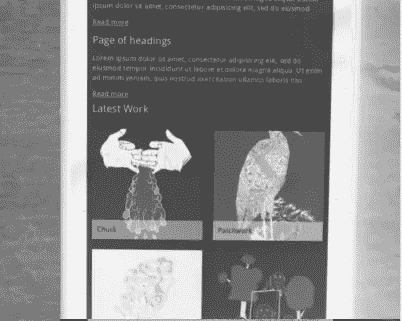 ipsum dolor sit amet, consectetur adipiscing elit, sed do eiusmod
Read more
Page of headings
Lorem ipsum dolor sit amet, consectetur adipiscing elit, sed do
eiusmod tempor incididunt ut labore et dolore magna aliqua. Ut enim
ad minim veniam, quis nostrud exercitation ullamco laboris nisi
Read more
Latest Work
Chuck
Patchwork